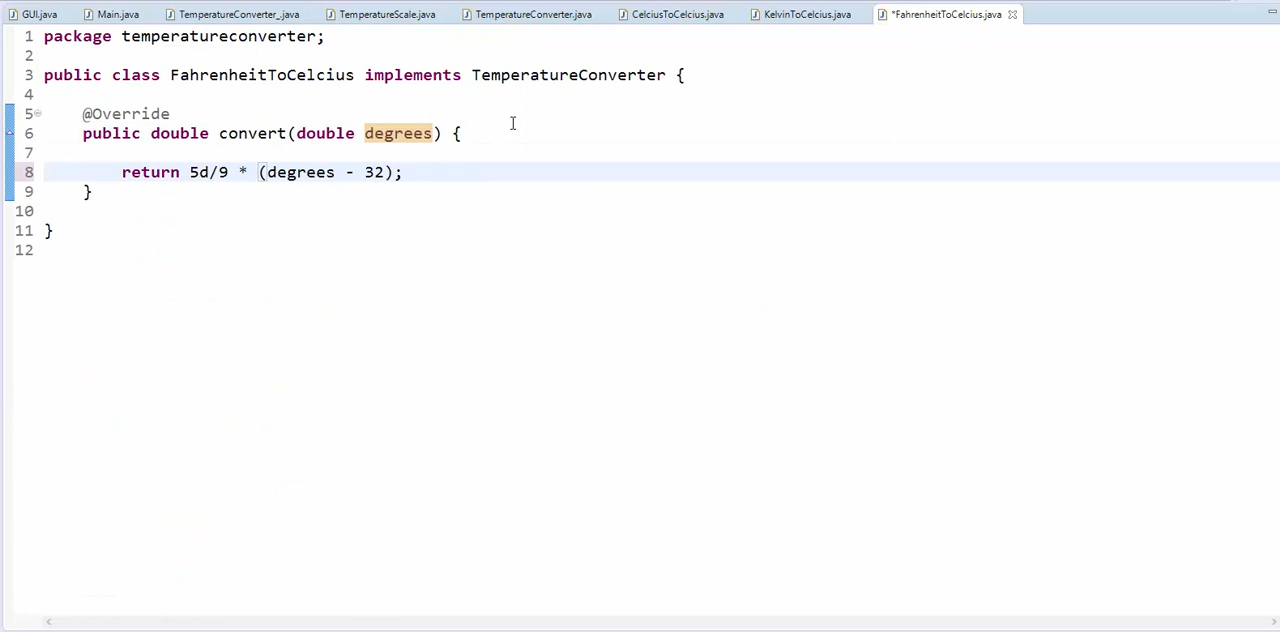 GUI.java Main.java TemperatureConverter_.java TemperatureScale.java TemperatureConverter.java CelciusToCelcius.java KelvinToCelcius.java *FahrenheitToCelcius.java
1 package temperatureconverter;
2
3 public class FahrenheitToCelcius implements TemperatureConverter {
4
5 @Override
6 public double convert(double degrees) {
7
8 return 5d/9 * (degrees - 32);
9 }
10
11 }
12